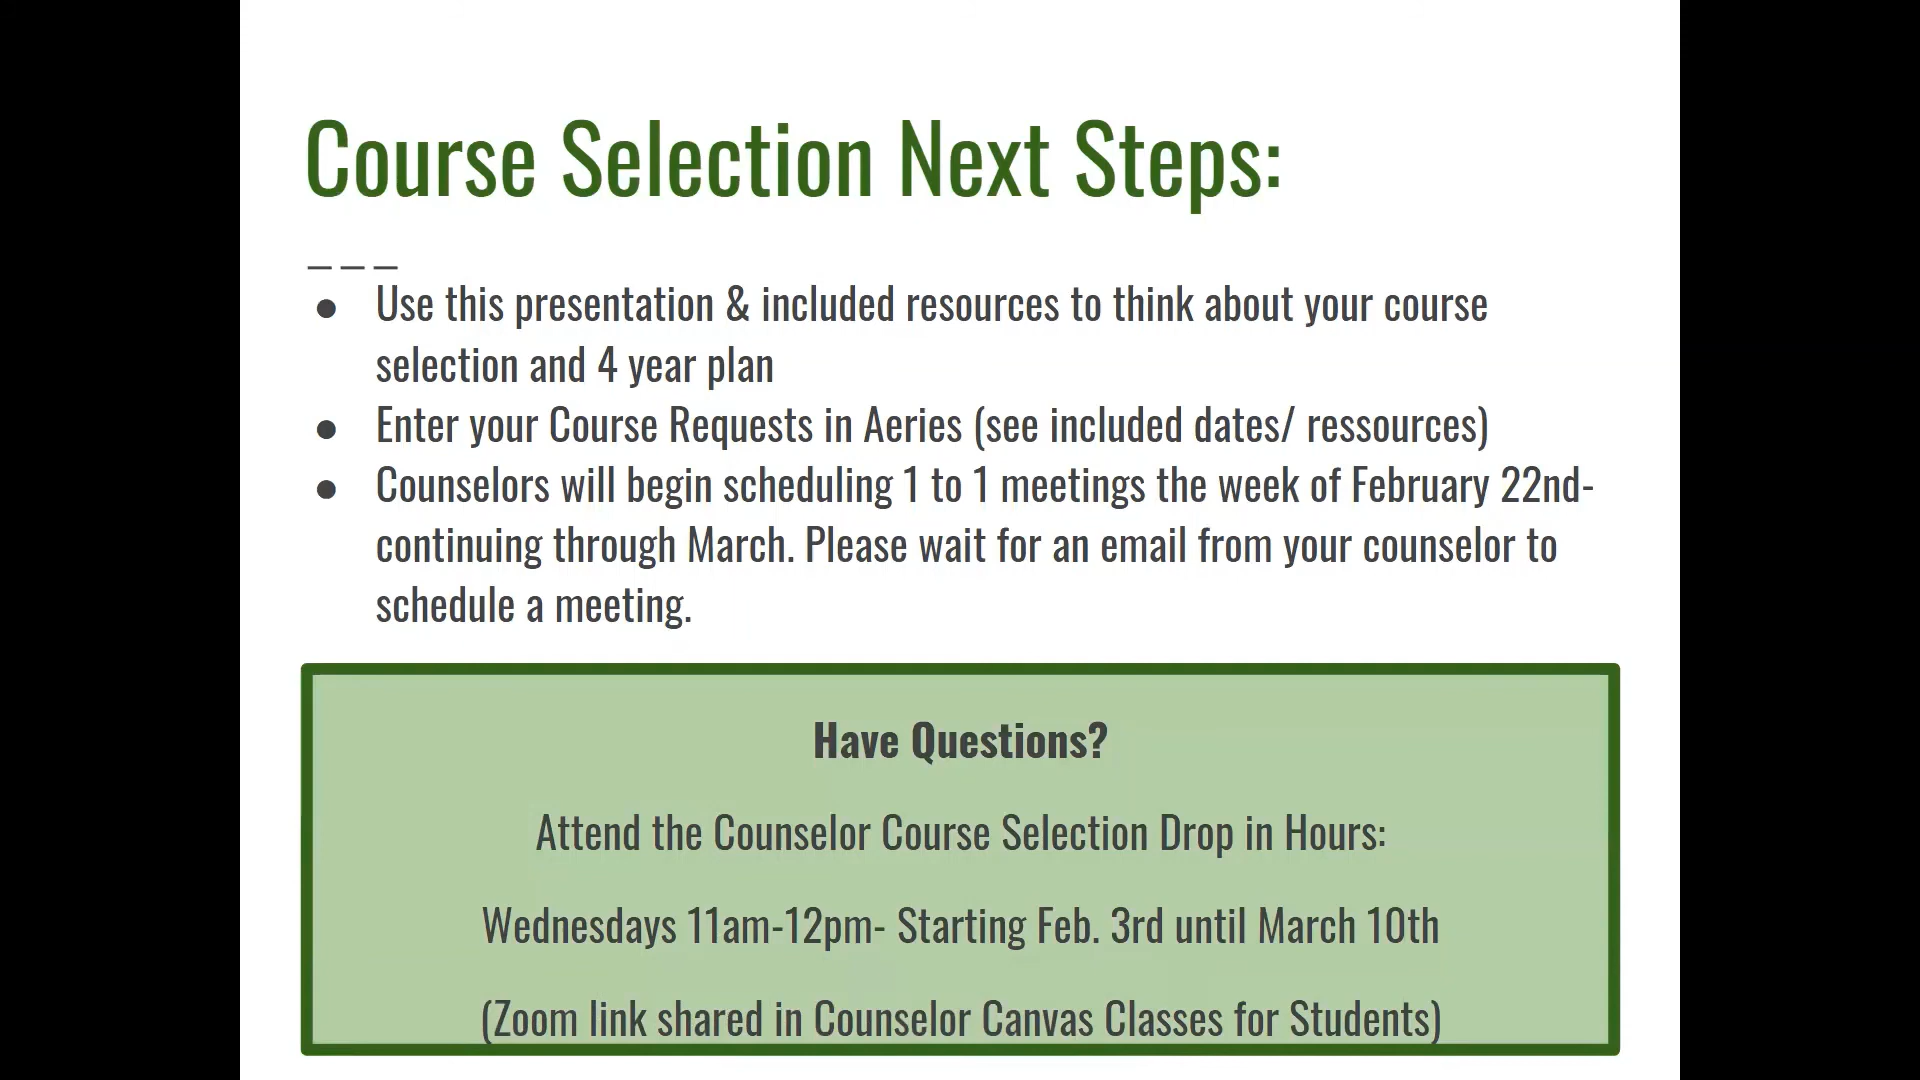 Course Selection Next Steps:
● Use this presentation & included resources to think about your course
selection and 4 year plan
● Enter your Course Requests in Aeries (see included dates/ ressources)
● Counselors will begin scheduling 1 to 1 meetings the week of February 22nd-
continuing through March. Please wait for an email from your counselor to
schedule a meeting.
Have Questions?
Attend the Counselor Course Selection Drop in Hours:
Wednesdays 11am-12pm- Starting Feb. 3rd until March 10th
(Zoom link shared in Counselor Canvas Classes for Students)